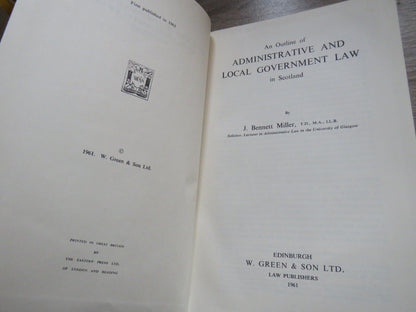 First published in 1961
©
1961. W. Green & Son Ltd.
PRINTED IN GREAT BRITAIN
BY
THE EASTERN PRESS LTD.
OF LONDON AND READING
An Outline of
ADMINISTRATIVE AND
LOCAL GOVERNMENT LAW
in Scotland
By
J. Bennett Miller, T.D., M.A., LL.B.
Solicitor, Lecturer in Administrative Law in the University of Glasgow
EDINBURGH
W. GREEN & SON LTD.
LAW PUBLISHERS
1961